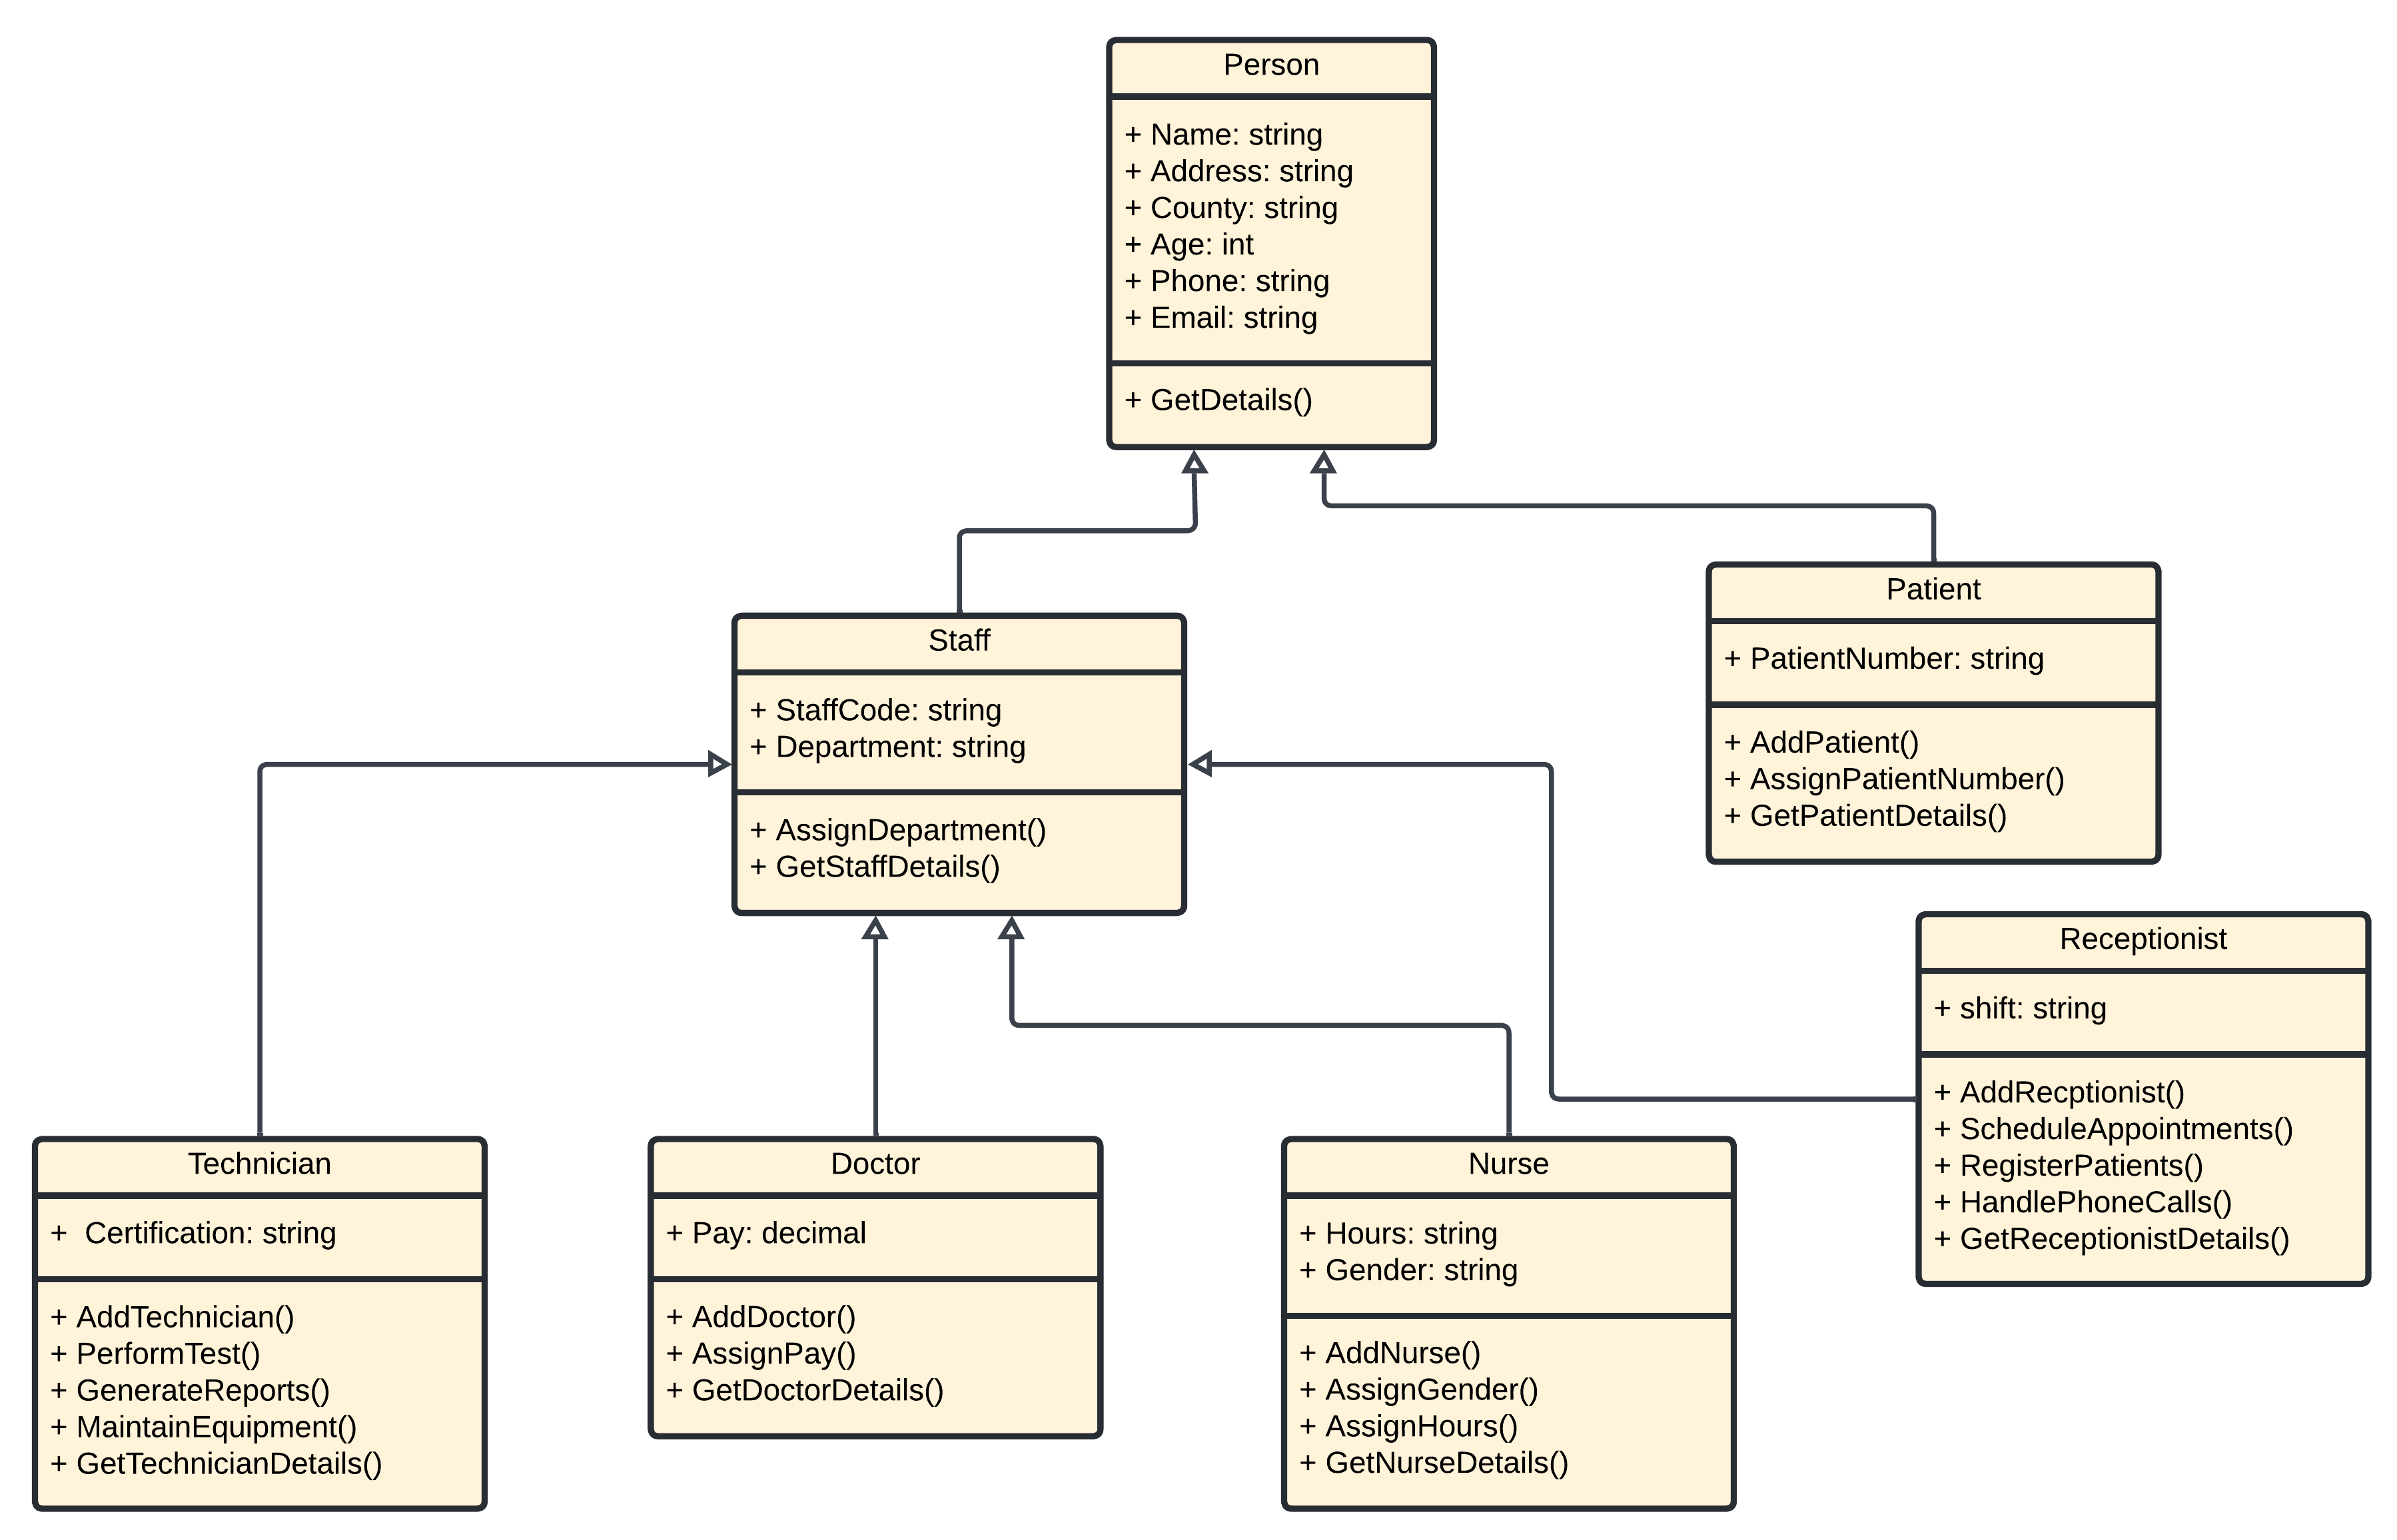 Person
+ Name: string
+ Address: string
+ County: string
+ Age: int
+ Phone: string
+ Email: string
+ GetDetails()
Patient
+ PatientNumber: string
+ AddPatient()
+ AssignPatientNumber()
+ GetPatientDetails()
Staff
+ StaffCode: string
+ Department: string
+ AssignDepartment()
+ GetStaffDetails()
Receptionist
+ shift: string
+ AddRecptionist()
+ ScheduleAppointments()
+ RegisterPatients()
+ HandlePhoneCalls()
+ GetReceptionistDetails()
Technician
+  Certification: string
+ AddTechnician()
+ PerformTest()
+ GenerateReports()
+ MaintainEquipment()
+ GetTechnicianDetails()
Doctor
+ Pay: decimal
+ AddDoctor()
+ AssignPay()
+ GetDoctorDetails()
Nurse
+ Hours: string
+ Gender: string
+ AddNurse()
+ AssignGender()
+ AssignHours()
+ GetNurseDetails()